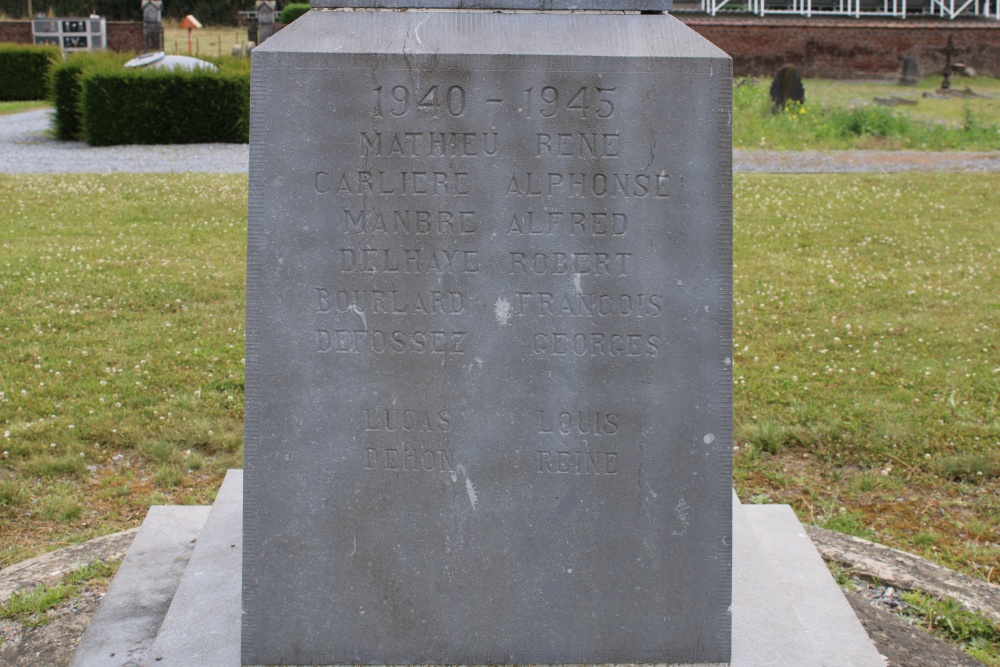 1940 - 1945
MATHIEU RENE
CARLIERE ALPHONSE
MANBRE ALFRED
DELHAYE ROBERT
BOURLARD FRANCOIS
DEFOSSEZ GEORGES
LUCAS LOUIS
DEHON REINE